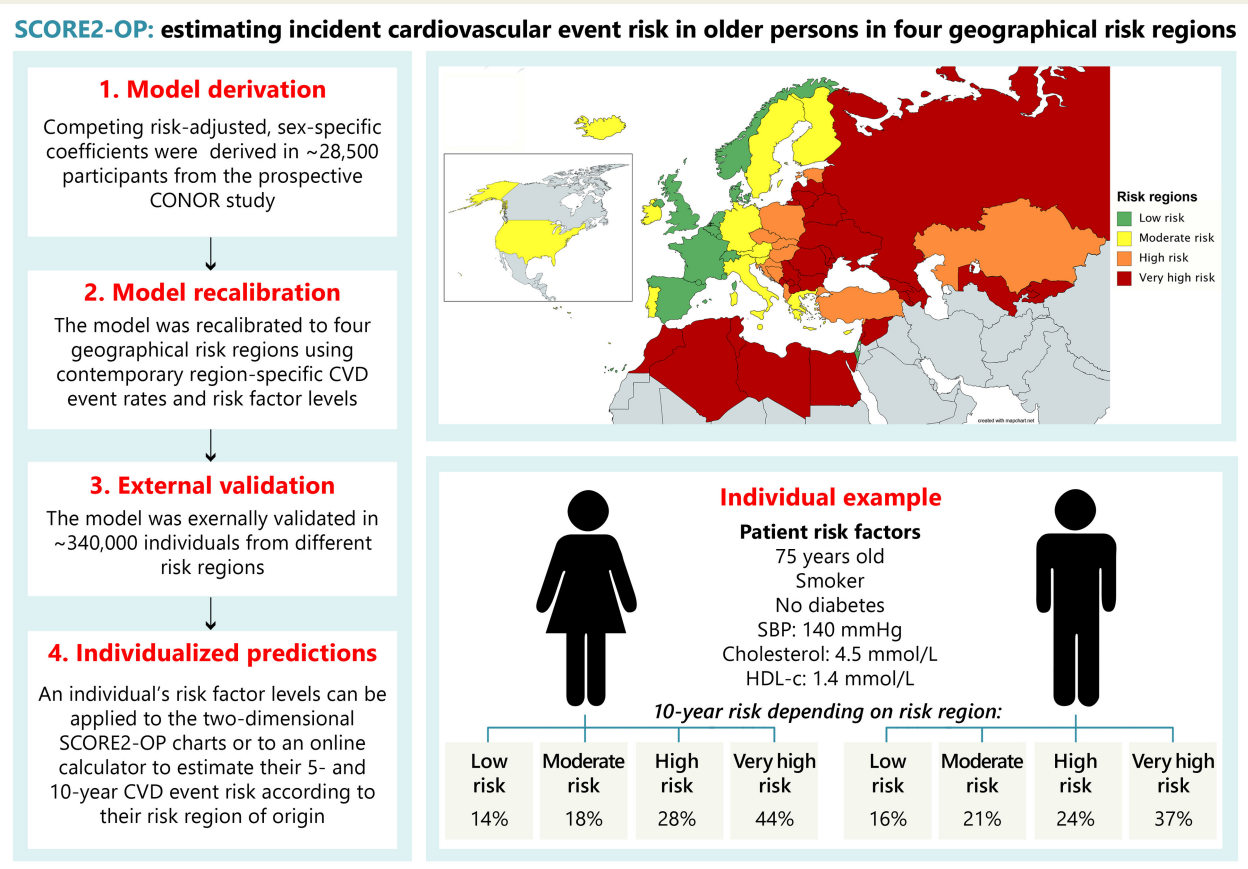 SCORE2-OP: estimating incident cardiovascular event risk in older persons in four geographical risk regions
1. Model derivation
Competing risk-adjusted, sex-specific
coefficients were derived in ~28,500
participants from the prospective
CONOR study
2. Model recalibration
The model was recalibrated to four
geographical risk regions using
contemporary region-specific CVD
event rates and risk factor levels
3. External validation
The model was exernally validated in
~340,000 individuals from different
risk regions
4. Individualized predictions
An individual's risk factor levels can be
applied to the two-dimensional
SCORE2-OP charts or to an online
calculator to estimate their 5- and
10-year CVD event risk according to
their risk region of origin
Risk regions
Low risk
Moderate risk
High risk
Very high risk
created with mapchart.net
Individual example
Patient risk factors
75 years old
Smoker
No diabetes
SBP: 140 mmHg
Cholesterol: 4.5 mmol/L
HDL-c: 1.4 mmol/L
10-year risk depending on risk region:
Low
risk
14%
Moderate
risk
18%
High
risk
28%
Very high
risk
44%
Low
risk
16%
Moderate
risk
21%
High
risk
24%
Very high
risk
37%